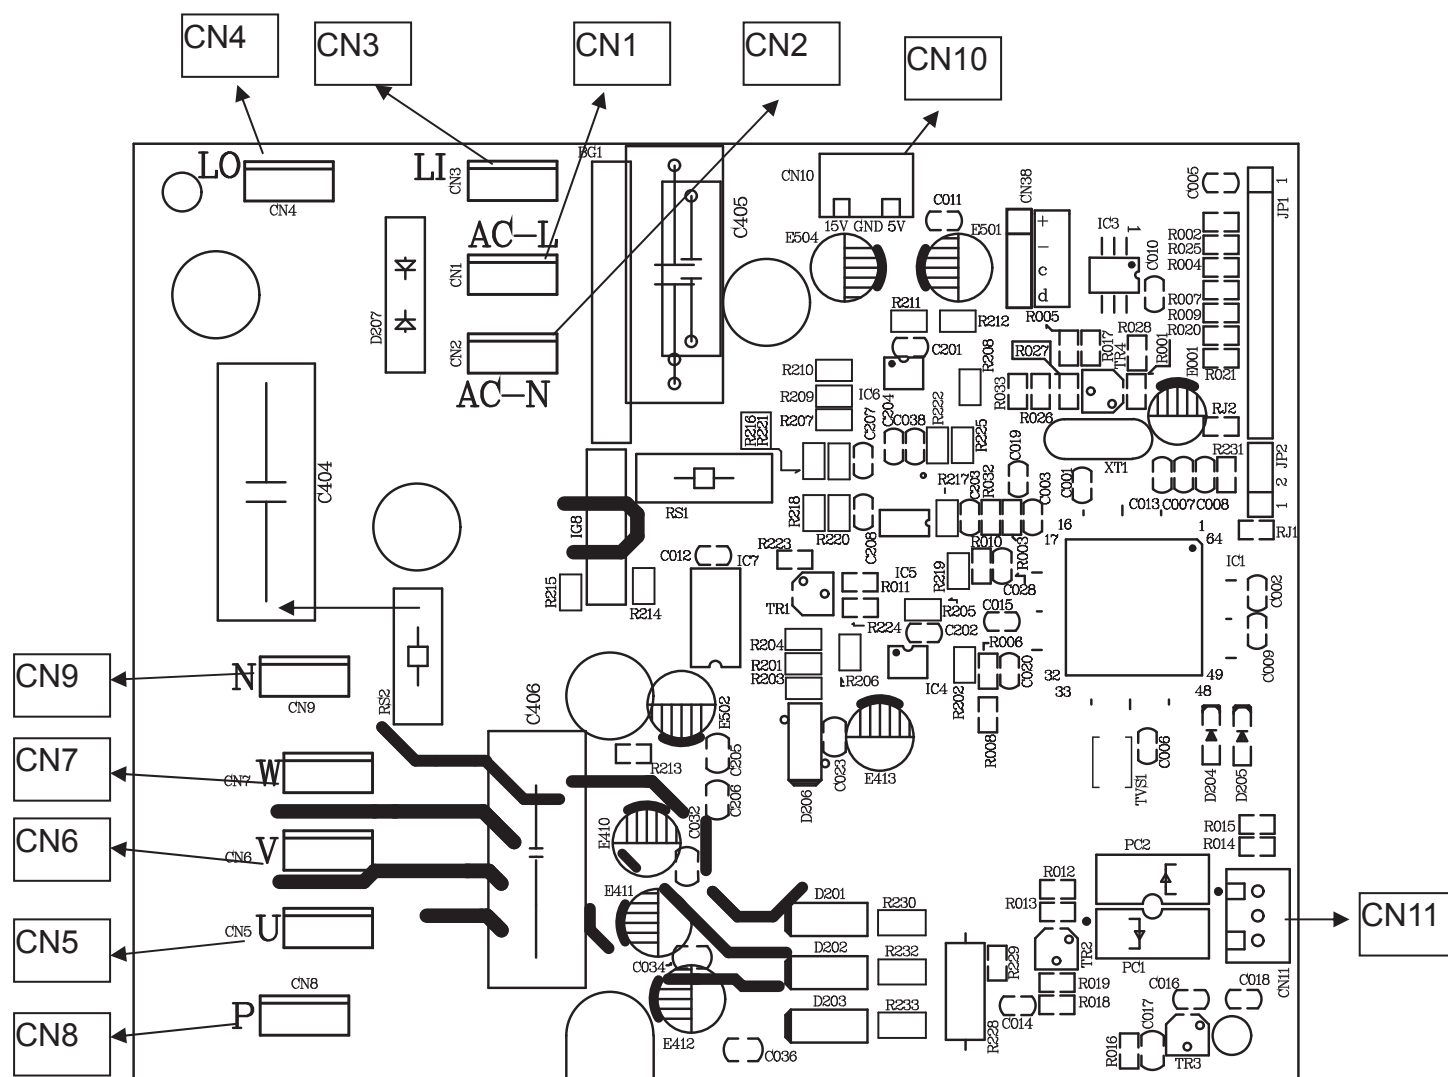 CN4
CN3
CN1
CN2
CN10
LO
CN4
LI
CN3
BG1
C405
CN10
15V GND 5V
C011
CN38
+
-
c
d
IC3
1
C010
C005
1
JP1
R002
R025
R004
R007
R009
R020
E001
R021
AC-L
CN1
D207
CN2
AC-N
E504
E501
R211
R212
R005
R017
TR4
R028
R001
R027
C201
R208
R210
R209
R207
IC6
C204
C038
R222
R225
R033
R026
RJ2
R216
R221
C207
C019
XT1
R231
JP2
2
1
C404
IG8
RS1
R218
R220
C208
R217
C203
R032
C003
C001
C013
C007
C008
16
17
1
64
IC1
RJ1
C012
IC7
R223
R215
R214
TR1
R011
IC5
R219
R010
R003
C028
R224
R205
C015
C202
R006
C002
C009
R204
R201
R203
R206
IC4
R202
C020
R008
32
33
49
48
CN9
N
CN9
RS2
C406
E502
C205
R213
C206
C032
D206
C023
E413
TVS1
C006
D204
D205
CN7
W
CN7
CN6
V
CN6
E410
R015
R014
PC2
CN5
U
CN5
E411
D201
R230
R012
R013
CN11
C034
D202
R232
R229
TR2
PC1
CN11
CN8
P
CN8
E412
D203
R233
R228
C014
R019
R018
C016
C018
C017
C036
R016
TR3